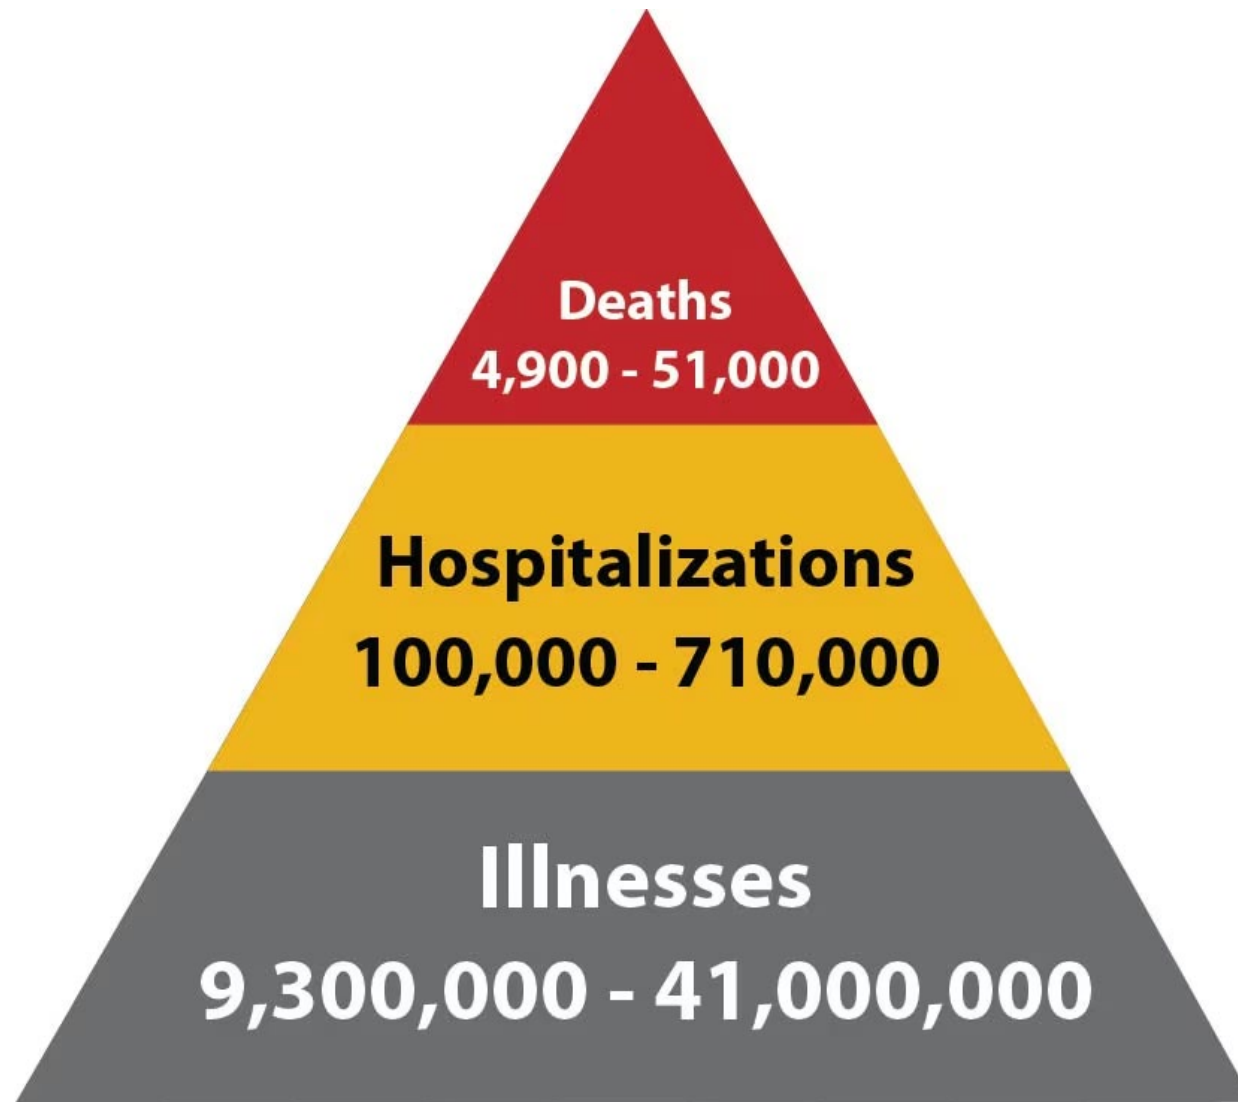 Deaths
4,900 - 51,000
Hospitalizations
100,000 - 710,000
Illnesses
9,300,000 - 41,000,000